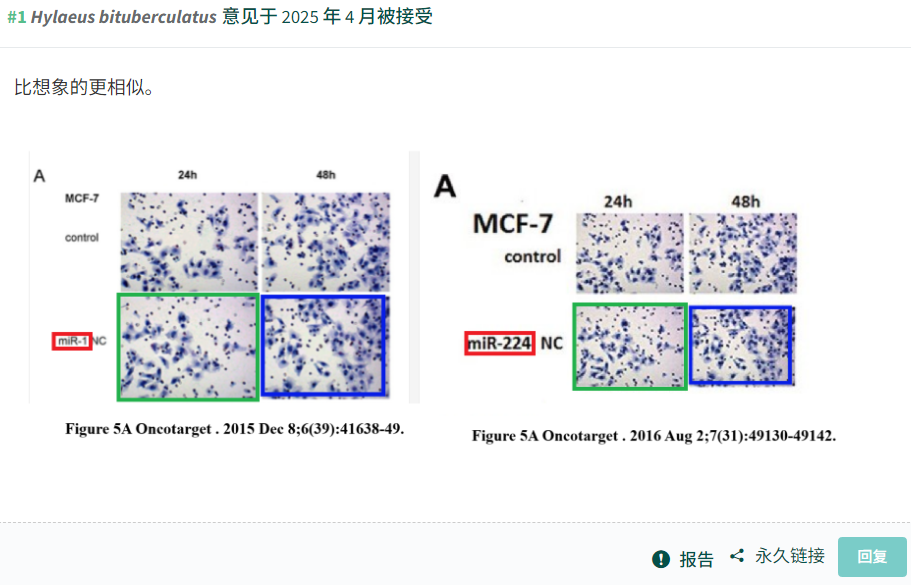 #1 Hylaeus bituberculatus 意见于 2025 年 4 月被接受
比想象的更相似。
A
24h
48h
MCF-7
control
miR-1 NC
Figure 5A Oncotarget . 2015 Dec 8;6(39):41638-49.
A
24h
48h
MCF-7
control
miR-224 NC
Figure 5A Oncotarget . 2016 Aug 2;7(31):49130-49142.
报告
永久链接
回复